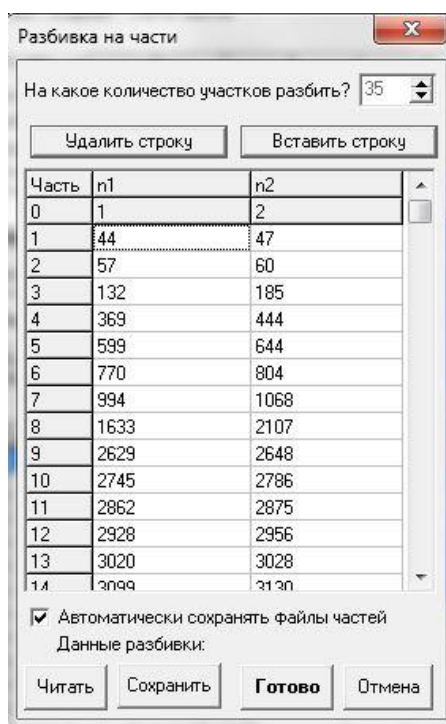 Разбивка на части
На какое количество участков разбить? 35
Удалить строку Вставить строку
Часть n1 n2
0 1 2
1 44 47
2 57 60
3 132 185
4 369 444
5 599 644
6 770 804
7 994 1068
8 1633 2107
9 2629 2648
10 2745 2786
11 2862 2875
12 2928 2956
13 3020 3028
14 3099 3130
Автоматически сохранять файлы частей
Данные разбивки:
Читать Сохранить Готово Отмена